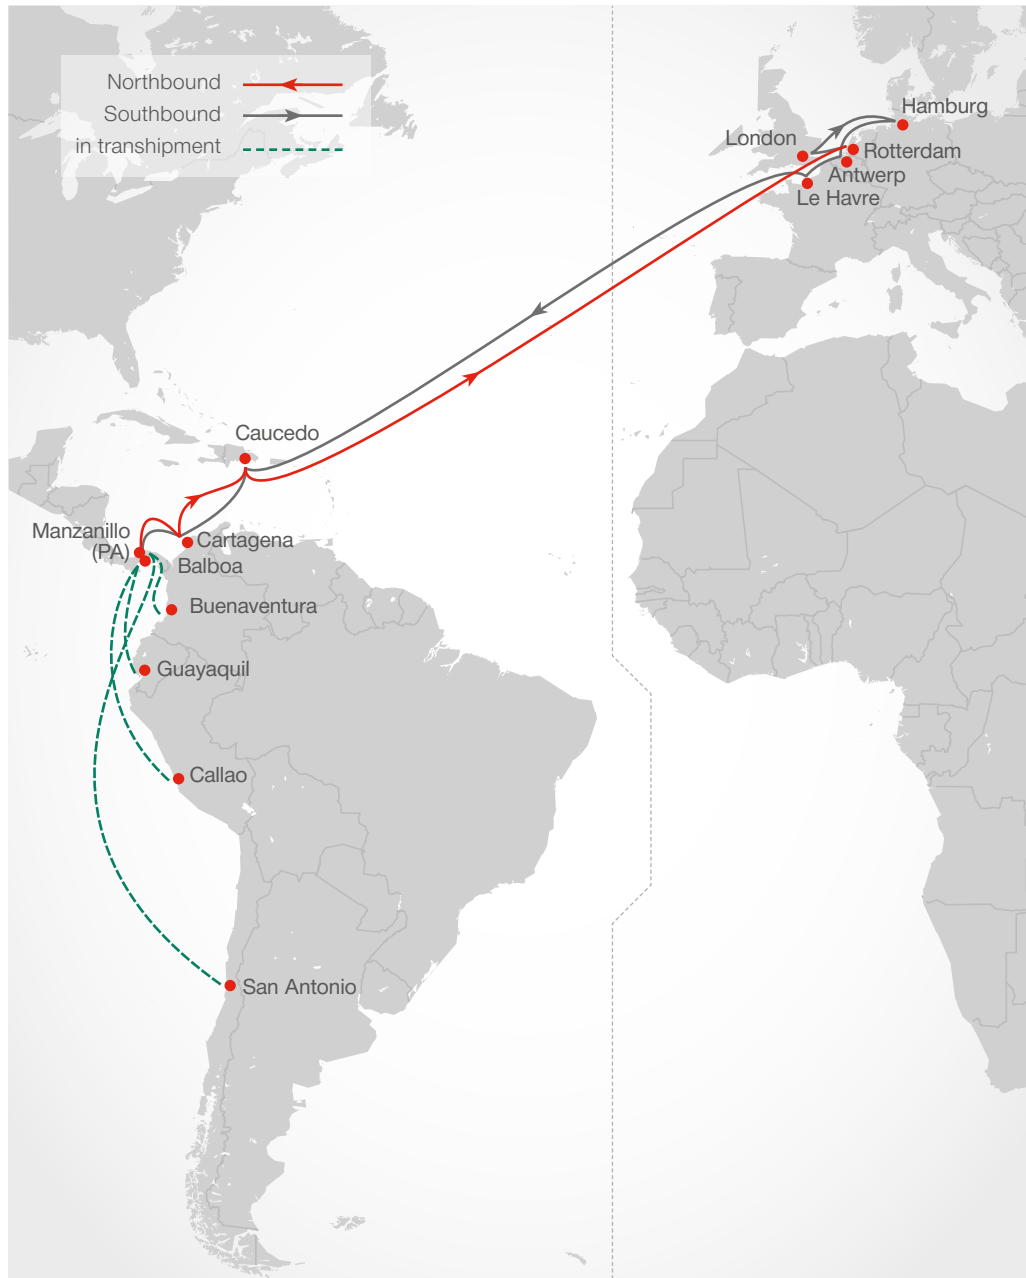 Northbound
Southbound
in transhipment
Hamburg
London
Rotterdam
Antwerp
Le Havre
Caucedo
Manzanillo
(PA)
Cartagena
Balboa
Buenaventura
Guayaquil
Callao
San Antonio